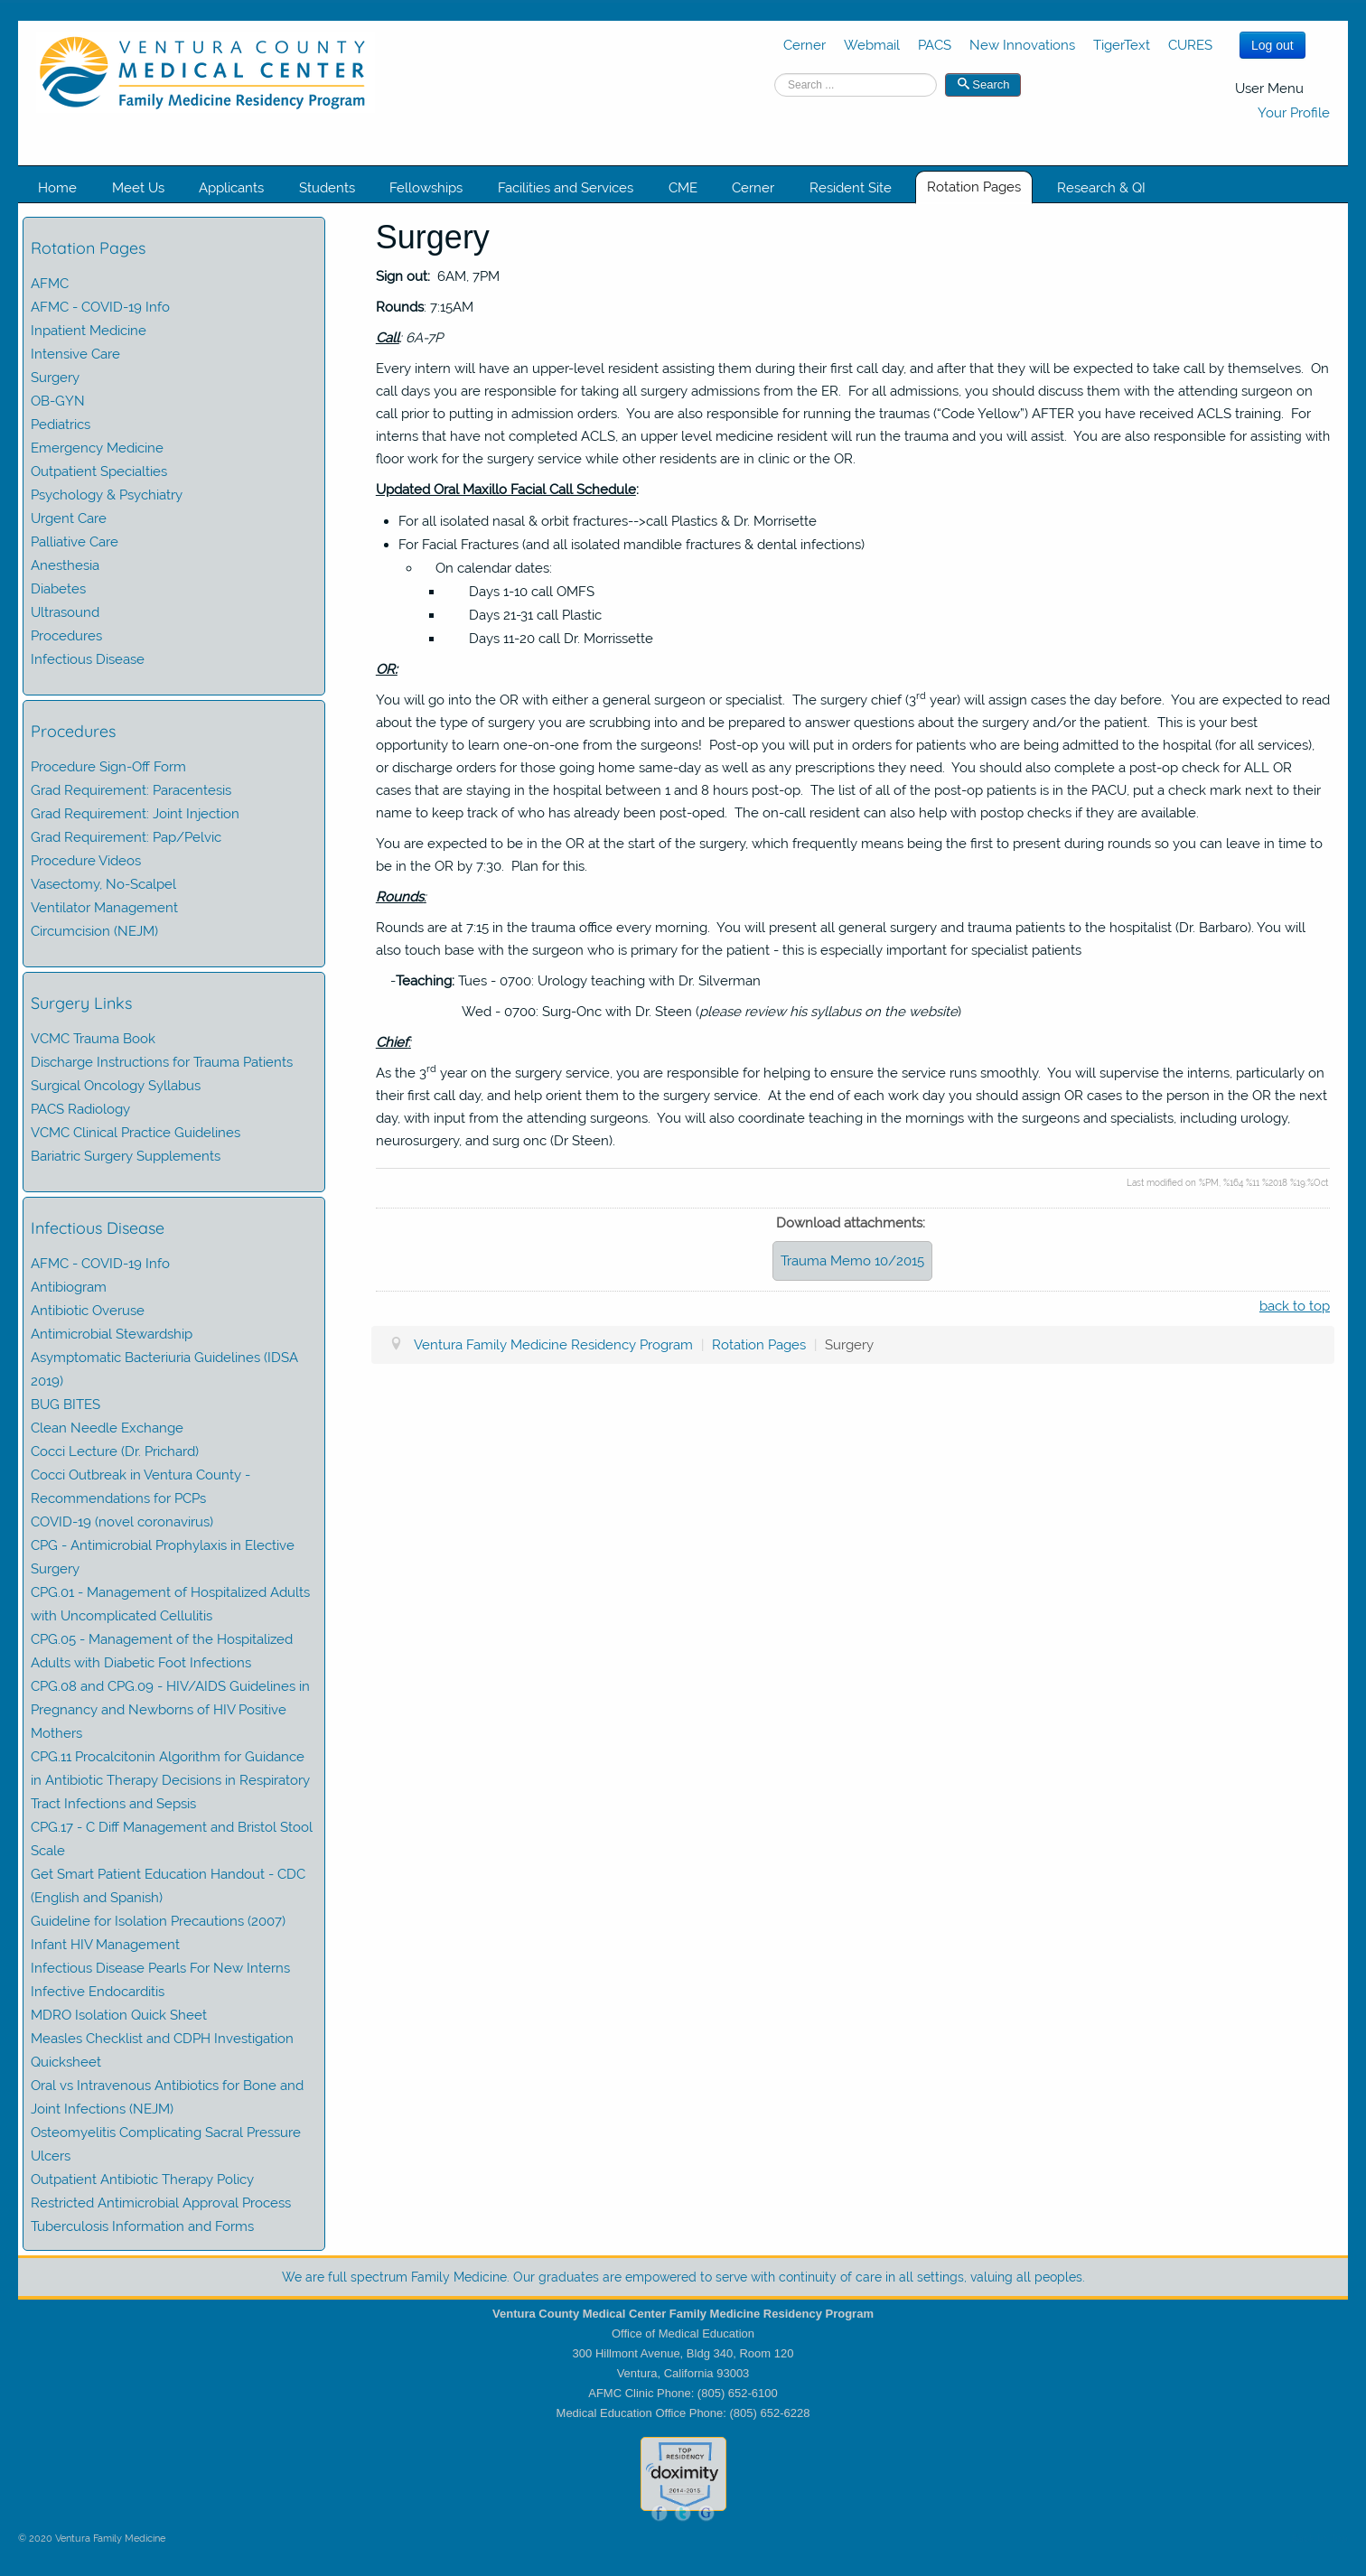 VENTURA COUNTY
MEDICAL CENTER
Family Medicine Residency Program
Cerner Webmail PACS New Innovations TigerText CURES Log out
Search ... Search
User Menu
Your Profile
Home Meet Us Applicants Students Fellowships Facilities and Services CME Cerner Resident Site Rotation Pages Research & QI
Rotation Pages
AFMC
AFMC - COVID-19 Info
Inpatient Medicine
Intensive Care
Surgery
OB-GYN
Pediatrics
Emergency Medicine
Outpatient Specialties
Psychology & Psychiatry
Urgent Care
Palliative Care
Anesthesia
Diabetes
Ultrasound
Procedures
Infectious Disease
Procedures
Procedure Sign-Off Form
Grad Requirement: Paracentesis
Grad Requirement: Joint Injection
Grad Requirement: Pap/Pelvic
Procedure Videos
Vasectomy, No-Scalpel
Ventilator Management
Circumcision (NEJM)
Surgery Links
VCMC Trauma Book
Discharge Instructions for Trauma Patients
Surgical Oncology Syllabus
PACS Radiology
VCMC Clinical Practice Guidelines
Bariatric Surgery Supplements
Infectious Disease
AFMC - COVID-19 Info
Antibiogram
Antibiotic Overuse
Antimicrobial Stewardship
Asymptomatic Bacteriuria Guidelines (IDSA
2019)
BUG BITES
Clean Needle Exchange
Cocci Lecture (Dr. Prichard)
Cocci Outbreak in Ventura County -
Recommendations for PCPs
COVID-19 (novel coronavirus)
CPG - Antimicrobial Prophylaxis in Elective
Surgery
CPG.01 - Management of Hospitalized Adults
with Uncomplicated Cellulitis
CPG.05 - Management of the Hospitalized
Adults with Diabetic Foot Infections
CPG.08 and CPG.09 - HIV/AIDS Guidelines in
Pregnancy and Newborns of HIV Positive
Mothers
CPG.11 Procalcitonin Algorithm for Guidance
in Antibiotic Therapy Decisions in Respiratory
Tract Infections and Sepsis
CPG.17 - C Diff Management and Bristol Stool
Scale
Get Smart Patient Education Handout - CDC
(English and Spanish)
Guideline for Isolation Precautions (2007)
Infant HIV Management
Infectious Disease Pearls For New Interns
Infective Endocarditis
MDRO Isolation Quick Sheet
Measles Checklist and CDPH Investigation
Quicksheet
Oral vs Intravenous Antibiotics for Bone and
Joint Infections (NEJM)
Osteomyelitis Complicating Sacral Pressure
Ulcers
Outpatient Antibiotic Therapy Policy
Restricted Antimicrobial Approval Process
Tuberculosis Information and Forms
Surgery
Sign out: 6AM, 7PM
Rounds: 7:15AM
Call: 6A-7P
Every intern will have an upper-level resident assisting them during their first call day, and after that they will be expected to take call by themselves. On
call days you are responsible for taking all surgery admissions from the ER. For all admissions, you should discuss them with the attending surgeon on
call prior to putting in admission orders. You are also responsible for running the traumas (“Code Yellow”) AFTER you have received ACLS training. For
interns that have not completed ACLS, an upper level medicine resident will run the trauma and you will assist. You are also responsible for assisting with
floor work for the surgery service while other residents are in clinic or the OR.
Updated Oral Maxillo Facial Call Schedule:
• For all isolated nasal & orbit fractures-->call Plastics & Dr. Morrisette
• For Facial Fractures (and all isolated mandible fractures & dental infections)
◦ On calendar dates:
▪ Days 1-10 call OMFS
▪ Days 21-31 call Plastic
▪ Days 11-20 call Dr. Morrissette
OR:
You will go into the OR with either a general surgeon or specialist. The surgery chief (3rd year) will assign cases the day before. You are expected to read
about the type of surgery you are scrubbing into and be prepared to answer questions about the surgery and/or the patient. This is your best
opportunity to learn one-on-one from the surgeons! Post-op you will put in orders for patients who are being admitted to the hospital (for all services),
or discharge orders for those going home same-day as well as any prescriptions they need. You should also complete a post-op check for ALL OR
cases that are staying in the hospital between 1 and 8 hours post-op. The list of all of the post-op patients is in the PACU, put a check mark next to their
name to keep track of who has already been post-oped. The on-call resident can also help with postop checks if they are available.
You are expected to be in the OR at the start of the surgery, which frequently means being the first to present during rounds so you can leave in time to
be in the OR by 7:30. Plan for this.
Rounds:
Rounds are at 7:15 in the trauma office every morning. You will present all general surgery and trauma patients to the hospitalist (Dr. Barbaro). You will
also touch base with the surgeon who is primary for the patient - this is especially important for specialist patients
-Teaching: Tues - 0700: Urology teaching with Dr. Silverman
Wed - 0700: Surg-Onc with Dr. Steen (please review his syllabus on the website)
Chief:
As the 3rd year on the surgery service, you are responsible for helping to ensure the service runs smoothly. You will supervise the interns, particularly on
their first call day, and help orient them to the surgery service. At the end of each work day you should assign OR cases to the person in the OR the next
day, with input from the attending surgeons. You will also coordinate teaching in the mornings with the surgeons and specialists, including urology,
neurosurgery, and surg onc (Dr Steen).
Last modified on %PM, %164 %11 %2018 %19:%Oct
Download attachments:
Trauma Memo 10/2015
back to top
Ventura Family Medicine Residency Program | Rotation Pages | Surgery
We are full spectrum Family Medicine. Our graduates are empowered to serve with continuity of care in all settings, valuing all peoples.
Ventura County Medical Center Family Medicine Residency Program
Office of Medical Education
300 Hillmont Avenue, Bldg 340, Room 120
Ventura, California 93003
AFMC Clinic Phone: (805) 652-6100
Medical Education Office Phone: (805) 652-6228
TOP
RESIDENCY
doximity
2014-2015
f t G
© 2020 Ventura Family Medicine